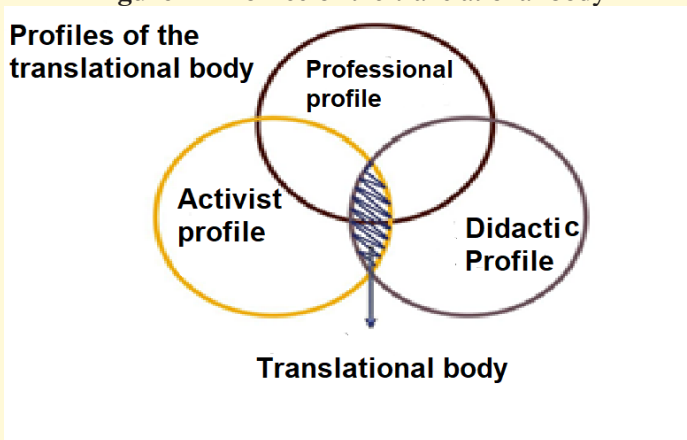 Profiles of the
translational body
Professional
profile
Activist
profile
Didactic
Profile
Translational body